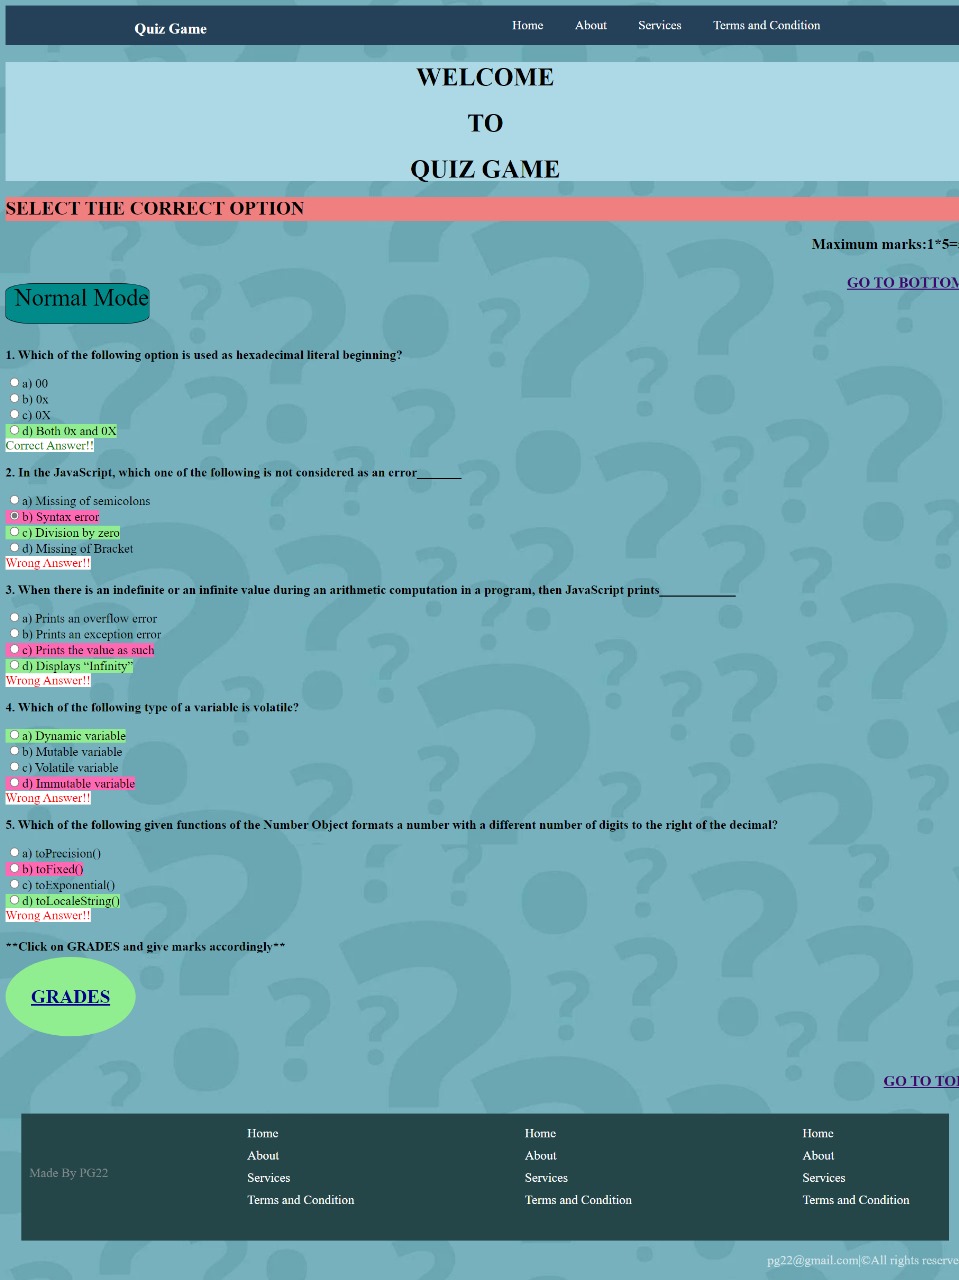 Quiz Game Home About Services Terms and Condition
WELCOME
TO
QUIZ GAME
SELECT THE CORRECT OPTION
Maximum marks:1*5=
GO TO BOTTOM
Normal Mode
1. Which of the following option is used as hexadecimal literal beginning?
a) 00
b) 0x
c) 0X
d) Both 0x and 0X
Correct Answer!!
2. In the JavaScript, which one of the following is not considered as an error_______
a) Missing of semicolons
b) Syntax error
c) Division by zero
d) Missing of Bracket
Wrong Answer!!
3. When there is an indefinite or an infinite value during an arithmetic computation in a program, then JavaScript prints____________
a) Prints an overflow error
b) Prints an exception error
c) Prints the value as such
d) Displays “Infinity”
Wrong Answer!!
4. Which of the following type of a variable is volatile?
a) Dynamic variable
b) Mutable variable
c) Volatile variable
d) Immutable variable
Wrong Answer!!
5. Which of the following given functions of the Number Object formats a number with a different number of digits to the right of the decimal?
a) toPrecision()
b) toFixed()
c) toExponential()
d) toLocaleString()
Wrong Answer!!
**Click on GRADES and give marks accordingly**
GRADES
GO TO TO
Made By PG22
Home
About
Services
Terms and Condition
Home
About
Services
Terms and Condition
Home
About
Services
Terms and Condition
pg22@gmail.com|©All rights reserve